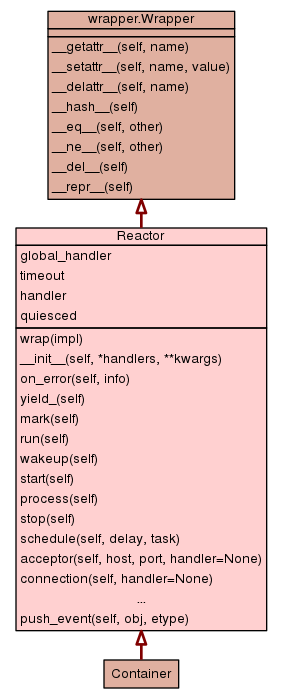 wrapper.Wrapper
__getattr__(self, name)
__setattr__(self, name, value)
__delattr__(self, name)
__hash__(self)
__eq__(self, other)
__ne__(self, other)
__del__(self)
__repr__(self)
Reactor
global_handler
timeout
handler
quiesced
wrap(impl)
__init__(self, *handlers, **kwargs)
on_error(self, info)
yield_(self)
mark(self)
run(self)
wakeup(self)
start(self)
process(self)
stop(self)
schedule(self, delay, task)
acceptor(self, host, port, handler=None)
connection(self, handler=None)
...
push_event(self, obj, etype)
Container